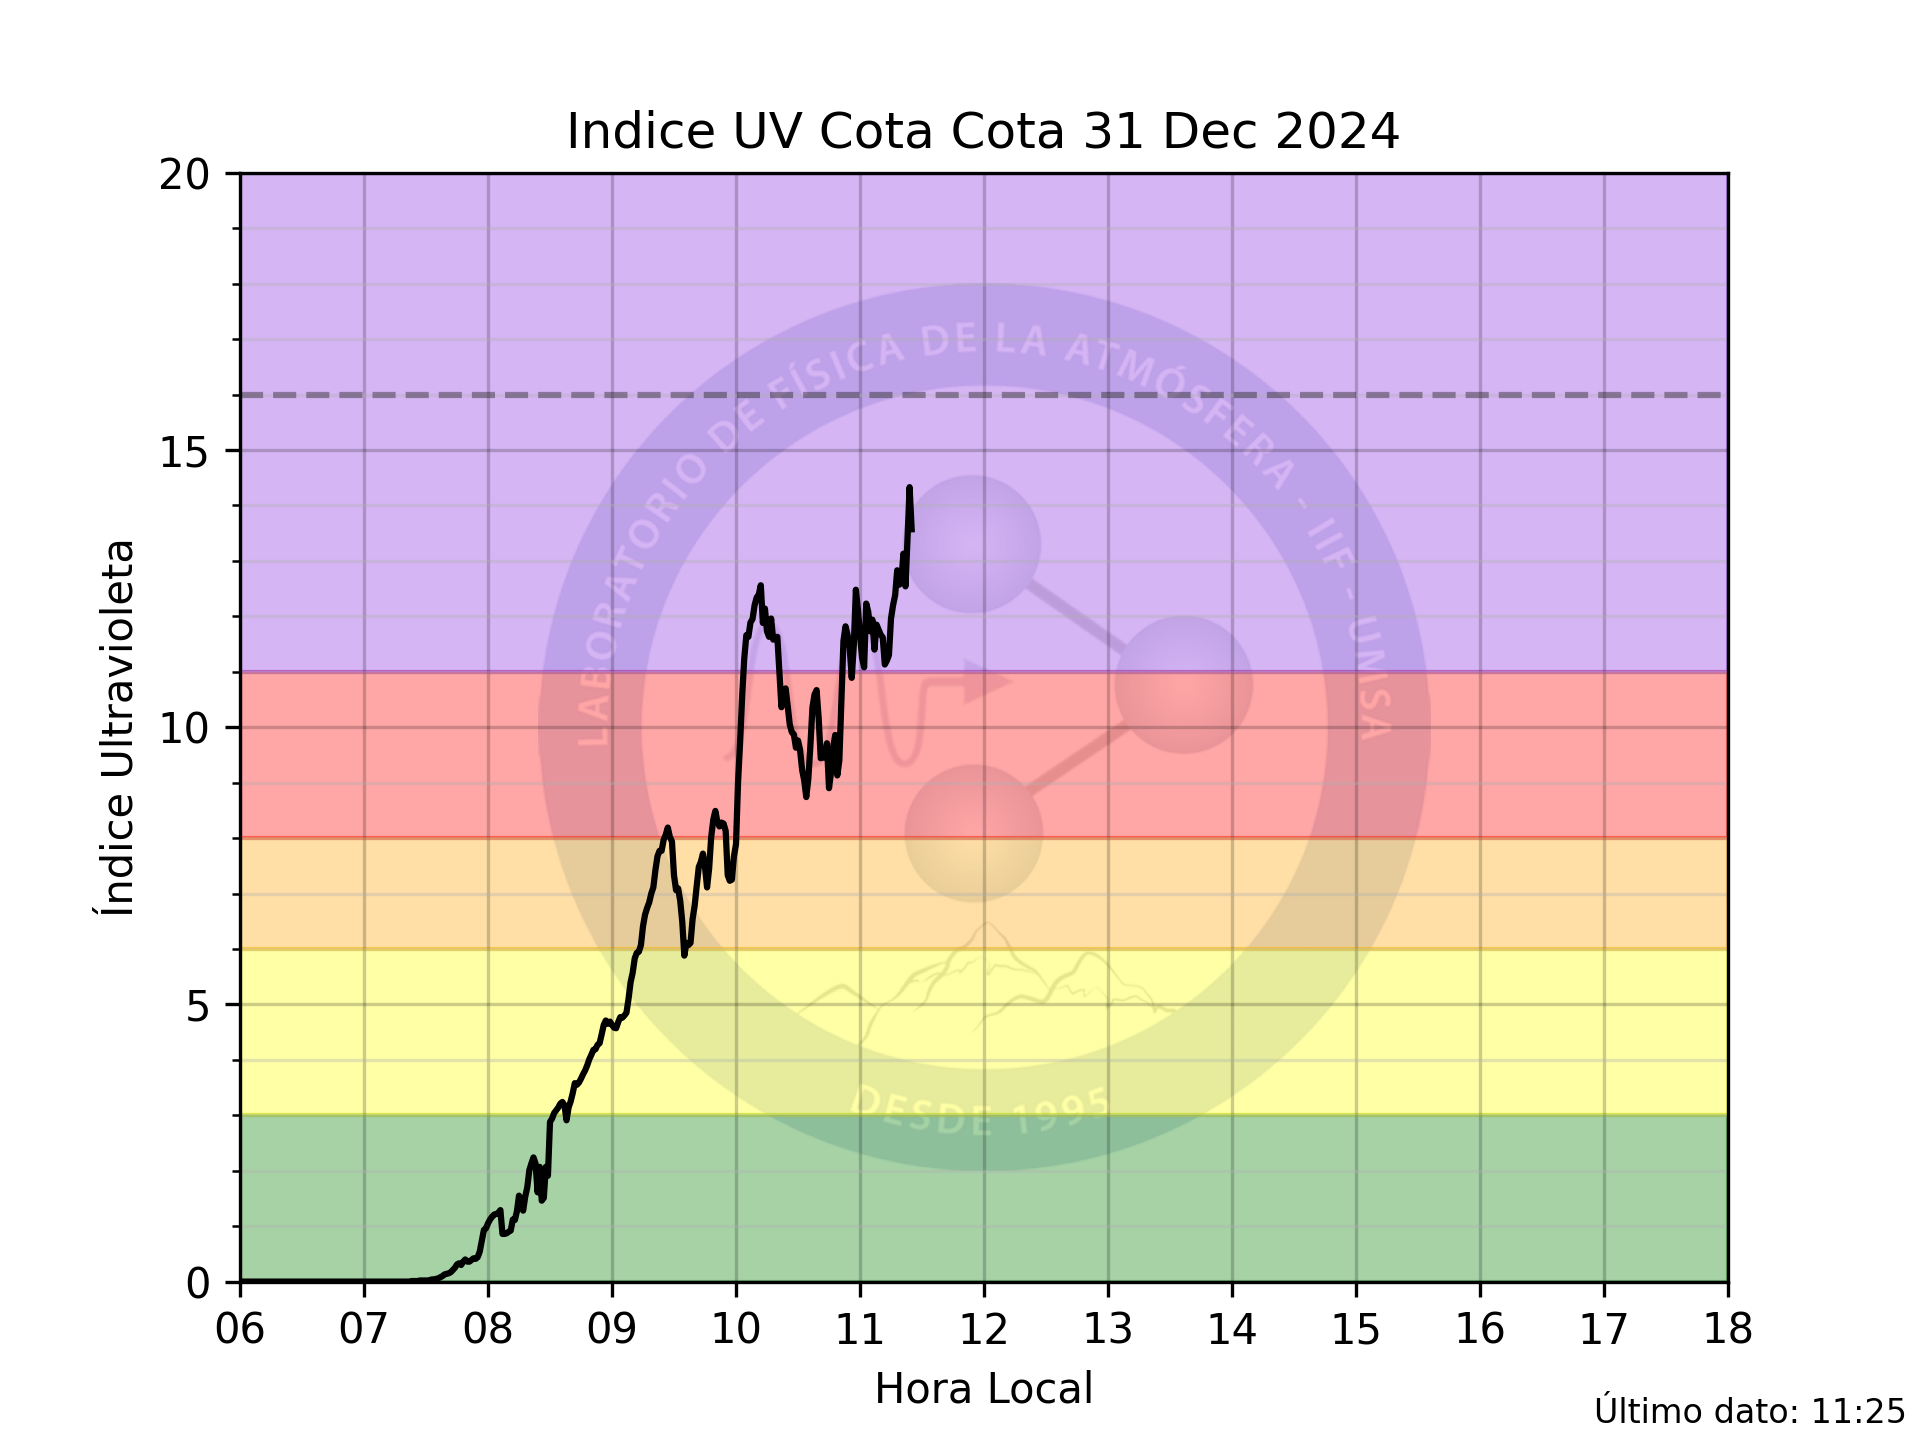 Indice UV Cota Cota 31 Dec 2024
20
15
10
5
0
Índice Ultravioleta
LABORATORIO DE FÍSICA DE LA ATMÓSFERA - IIF - UMSA
DESDE 1995
06 07 08 09 10 11 12 13 14 15 16 17 18
Hora Local
Último dato: 11:25